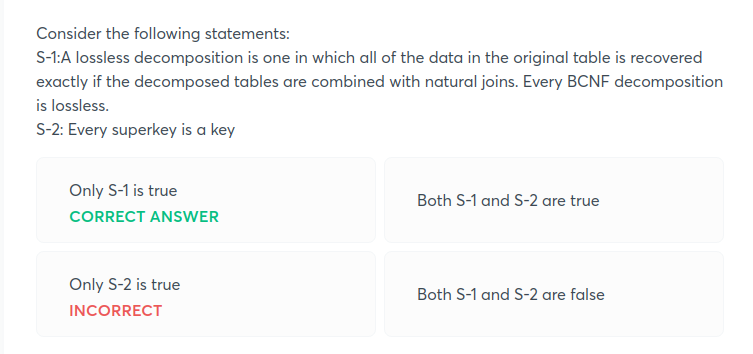 Consider the following statements:
S-1:A lossless decomposition is one in which all of the data in the original table is recovered
exactly if the decomposed tables are combined with natural joins. Every BCNF decomposition
is lossless.
S-2: Every superkey is a key
Only S-1 is true
CORRECT ANSWER
Both S-1 and S-2 are true
Only S-2 is true
INCORRECT
Both S-1 and S-2 are false